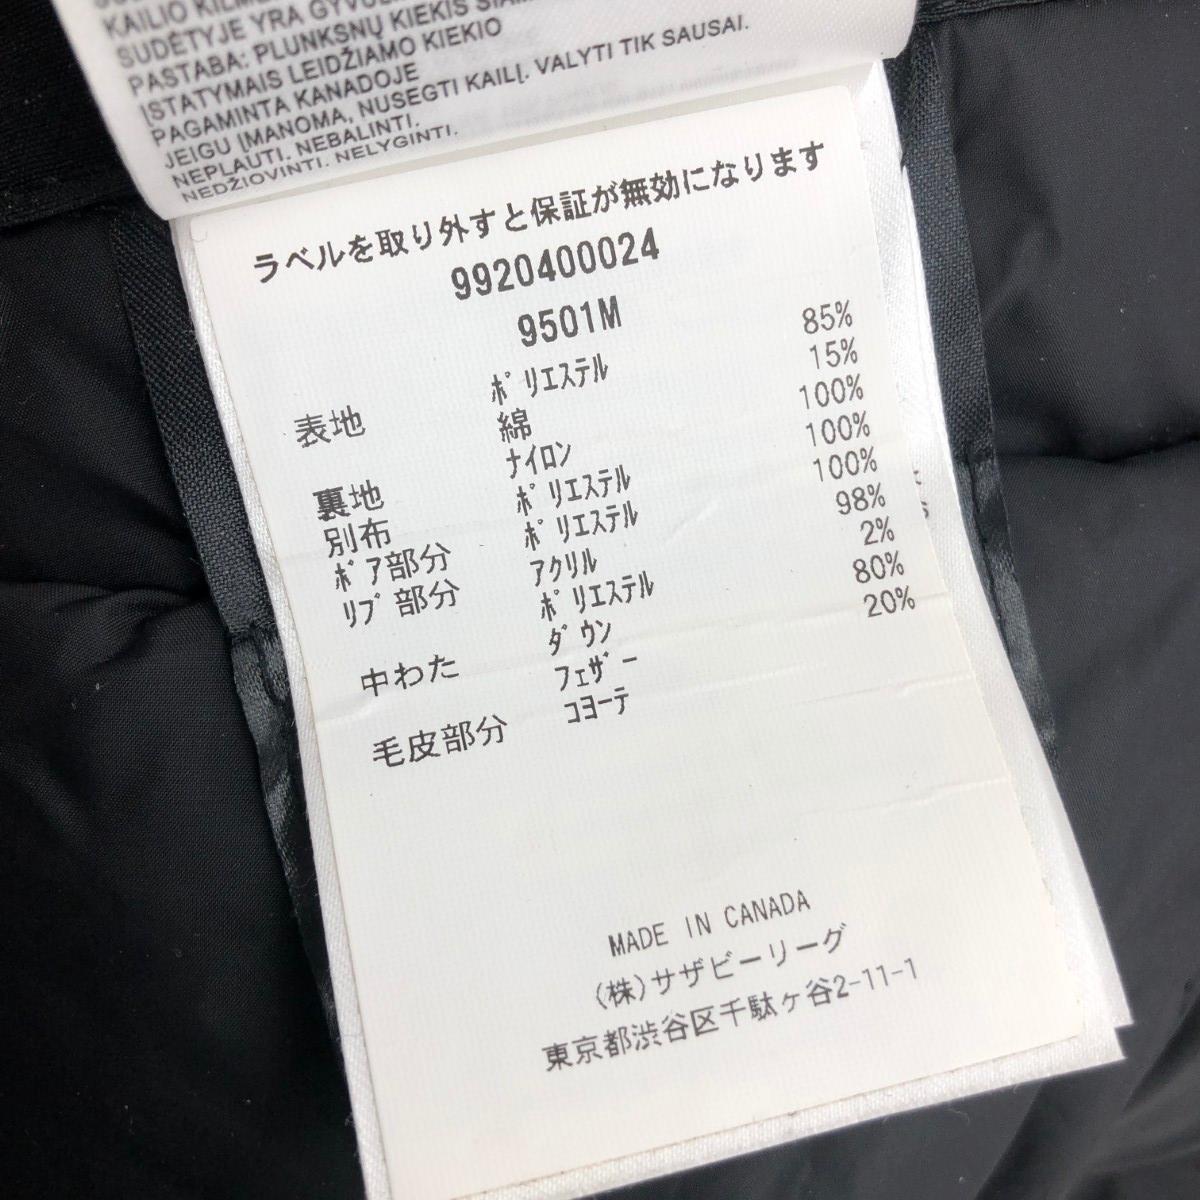 KAILIO KILMĖ
SUDĖTYJE YRA GYVULI
PASTABA: PLUNKSNŲ KIEKIS ŠIAM
ĮSTATYMAIS LEIDŽIAMO KIEKIO
PAGAMINTA KANADOJE
JEIGU ĮMANOMA, NUSEGTI KAILĮ. VALYTI TIK SAUSAI.
NEPLAUTI. NEBALINTI.
NEDŽIOVINTI. NELYGINTI.
ラベルを取り外すと保証が無効になります
9920400024
9501M
表地 ﾎﾟﾘｴｽﾃﾙ 85%
綿 15%
裏地 ﾅｲﾛﾝ 100%
別布 ﾎﾟﾘｴｽﾃﾙ 100%
ﾎﾞｱ部分 ﾎﾟﾘｴｽﾃﾙ 100%
ﾘﾌﾞ部分 ｱｸﾘﾙ 98%
ﾎﾟﾘｴｽﾃﾙ 2%
中わた ﾀﾞｳﾝ 80%
ﾌｪｻﾞｰ 20%
毛皮部分 ｺﾖｰﾃ
MADE IN CANADA
(株)サザビーリーグ
東京都渋谷区千駄ヶ谷2-11-1